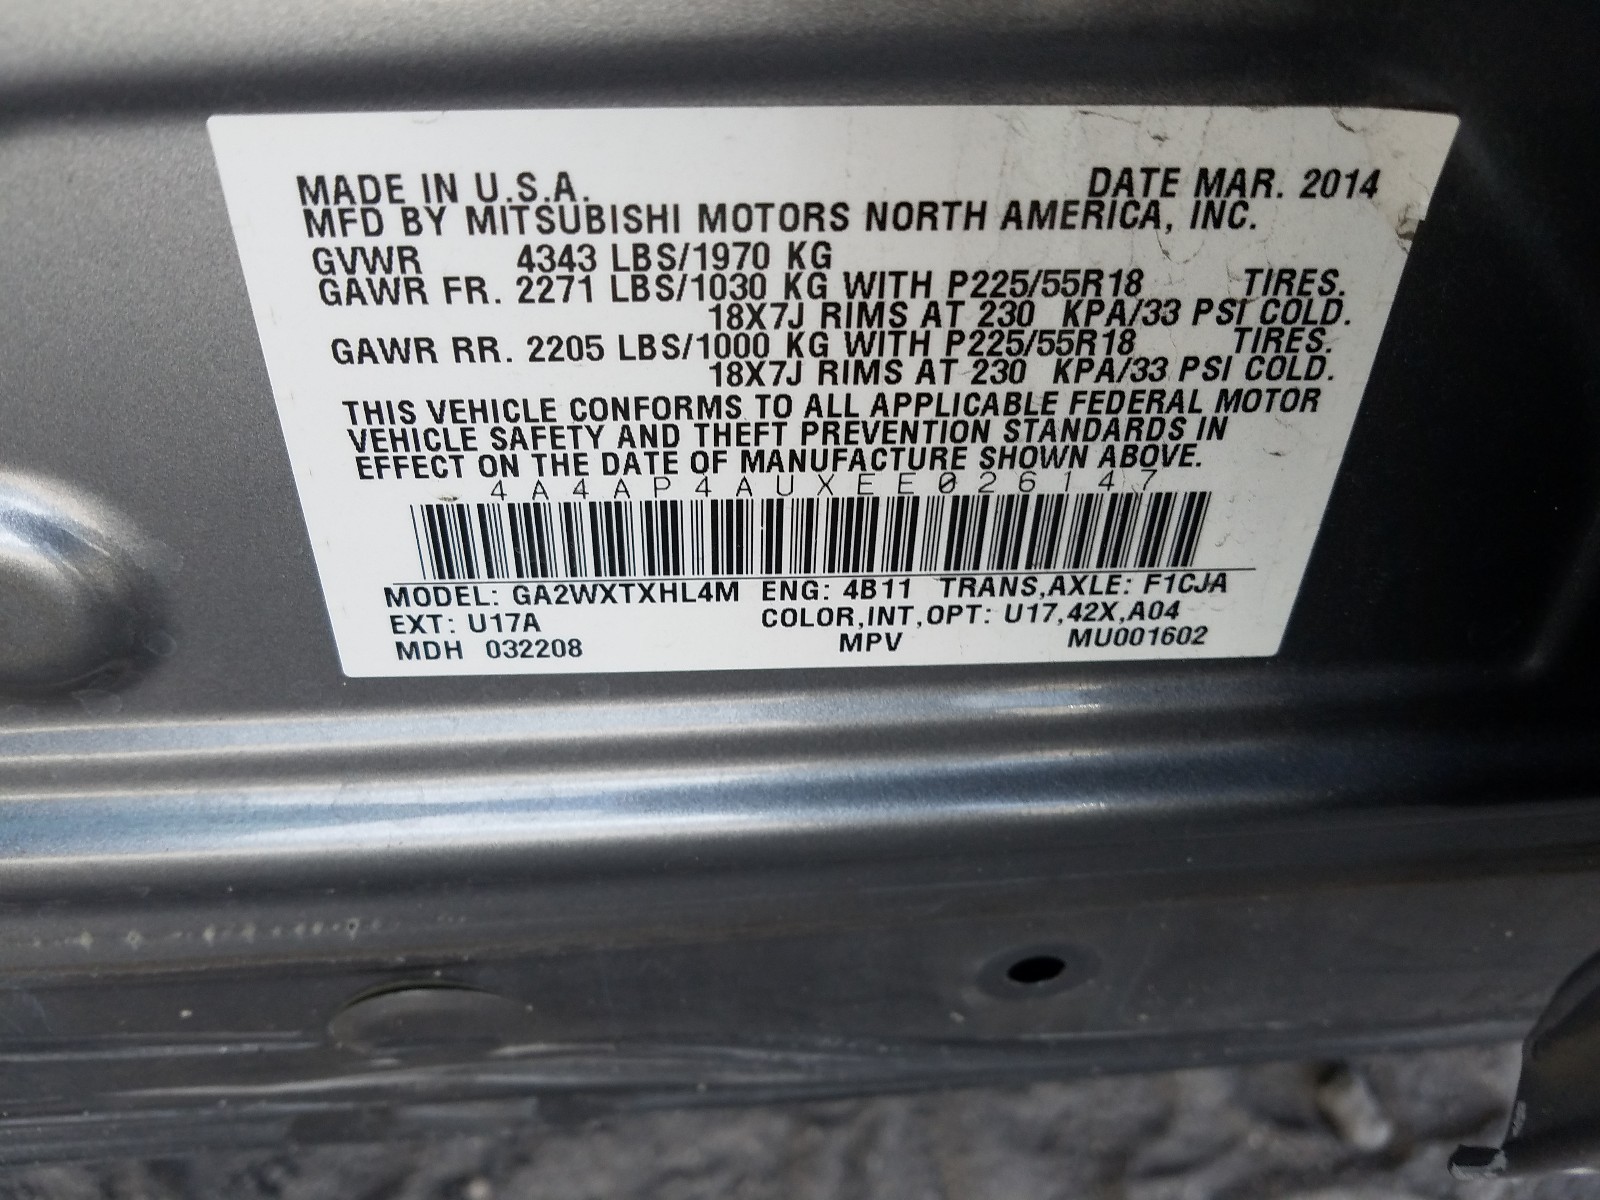 MADE IN U.S.A. DATE MAR. 2014
MFD BY MITSUBISHI MOTORS NORTH AMERICA, INC.
GVWR 4343 LBS/1970 KG
GAWR FR. 2271 LBS/1030 KG WITH P225/55R18 TIRES.
18X7J RIMS AT 230 KPA/33 PSI COLD.
GAWR RR. 2205 LBS/1000 KG WITH P225/55R18 TIRES.
18X7J RIMS AT 230 KPA/33 PSI COLD.
THIS VEHICLE CONFORMS TO ALL APPLICABLE FEDERAL MOTOR
VEHICLE SAFETY AND THEFT PREVENTION STANDARDS IN
EFFECT ON THE DATE OF MANUFACTURE SHOWN ABOVE.
4A4AP4AUXEE026147
MODEL: GA2WXTXHL4M ENG: 4B11 TRANS,AXLE: F1CJA
EXT: U17A COLOR,INT,OPT: U17,42X,A04
MDH 032208 MPV MU001602